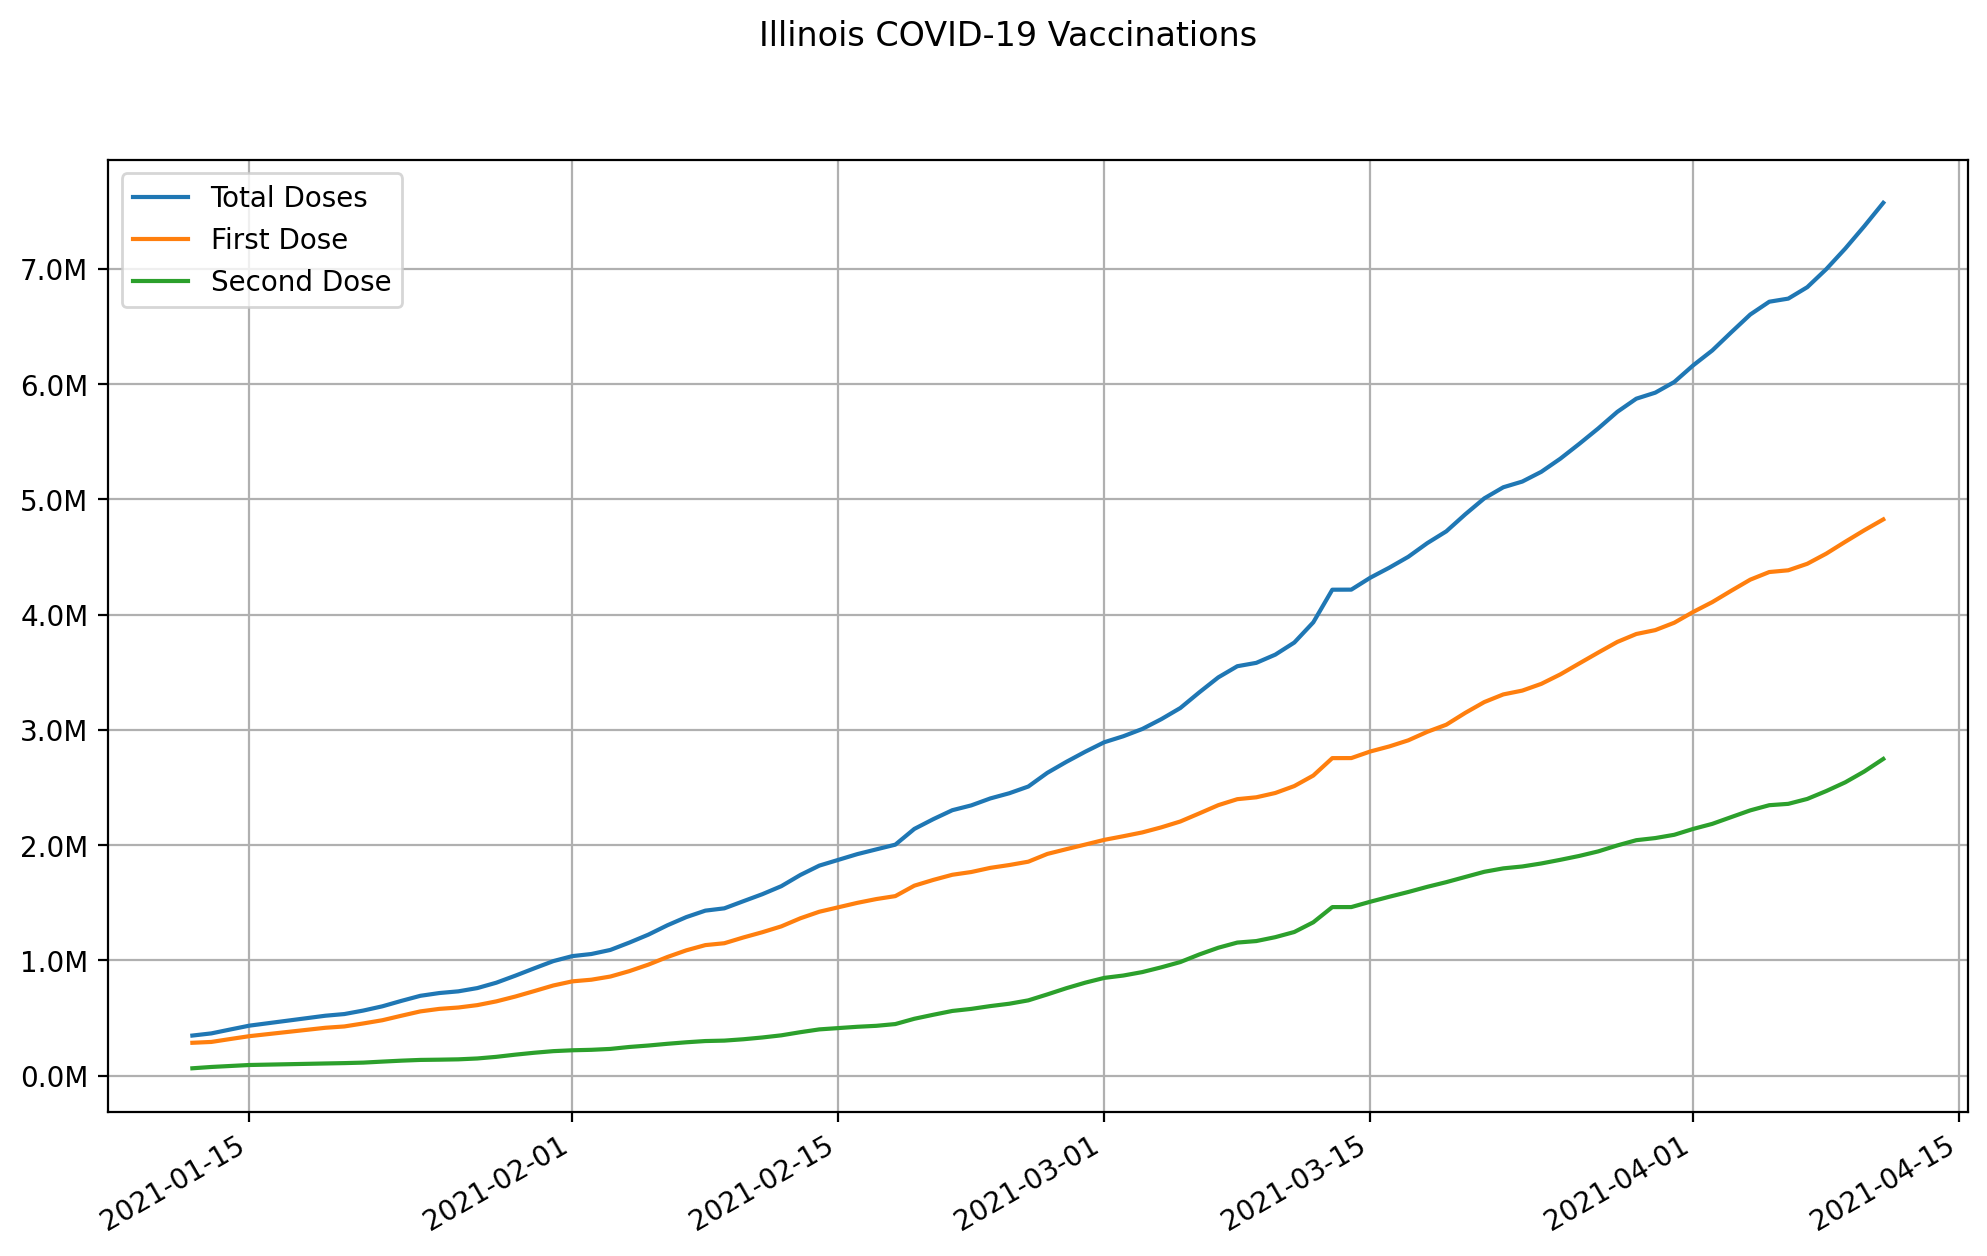 Illinois COVID-19 Vaccinations
Total Doses
First Dose
Second Dose
7.0M
6.0M
5.0M
4.0M
3.0M
2.0M
1.0M
0.0M
2021-01-15
2021-02-01
2021-02-15
2021-03-01
2021-03-15
2021-04-01
2021-04-15